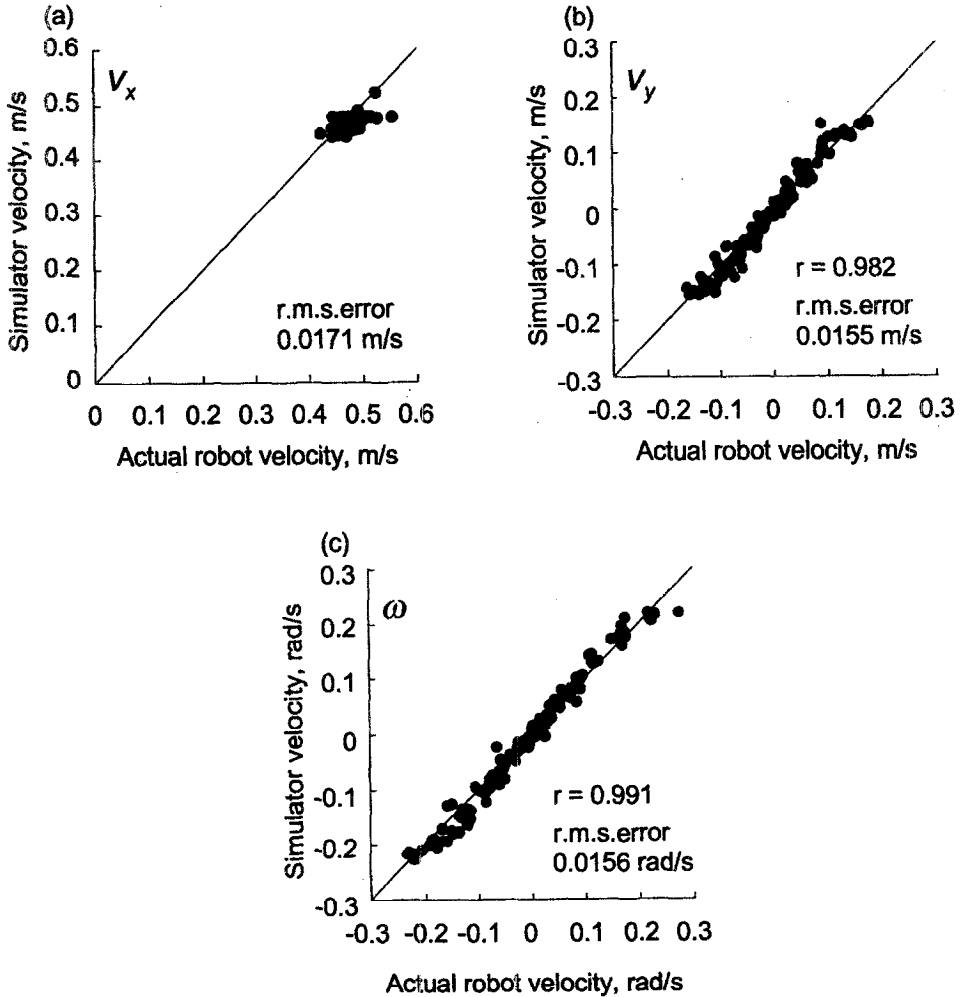 (a)
0.6
0.5
0.4
0.3
0.2
0.1
0
Simulator velocity, m/s
Vx
r.m.s.error
0.0171 m/s
0 0.1 0.2 0.3 0.4 0.5 0.6
Actual robot velocity, m/s
(b)
0.3
0.2
0.1
0
-0.1
-0.2
-0.3
Simulator velocity, m/s
Vy
r = 0.982
r.m.s.error
0.0155 m/s
-0.3 -0.2 -0.1 0 0.1 0.2 0.3
Actual robot velocity, m/s
(c)
0.3
0.2
0.1
0
-0.1
-0.2
-0.3
Simulator velocity, rad/s
ω
r = 0.991
r.m.s.error
0.0156 rad/s
-0.3 -0.2 -0.1 0 0.1 0.2 0.3
Actual robot velocity, rad/s